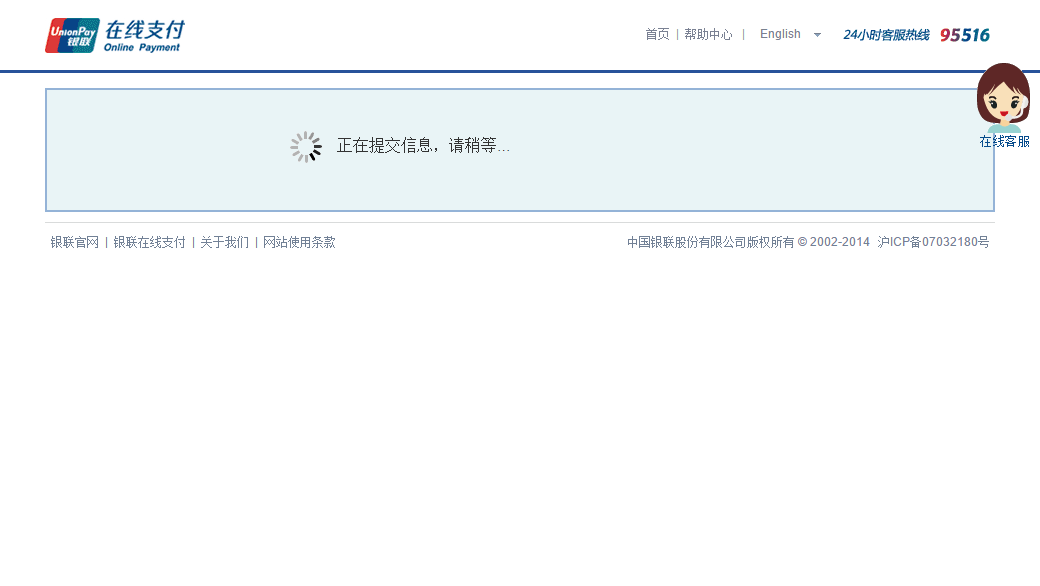 UnionPay 银联 在线支付 Online Payment
首页 | 帮助中心 | English 24小时客服热线 95516
正在提交信息，请稍等...
在线客服
银联官网 | 银联在线支付 | 关于我们 | 网站使用条款 中国银联股份有限公司版权所有 © 2002-2014 沪ICP备07032180号